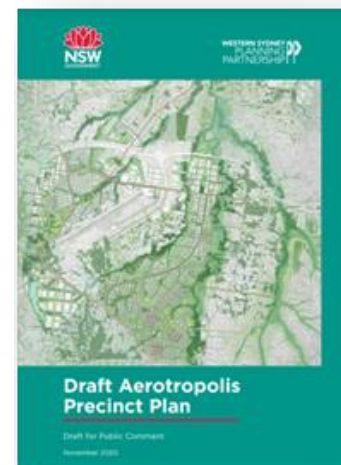 NSW
GOVERNMENT
WESTERN SYDNEY
PLANNING
PARTNERSHIP
Draft Aerotropolis
Precinct Plan
Draft for Public Comment
November 2020